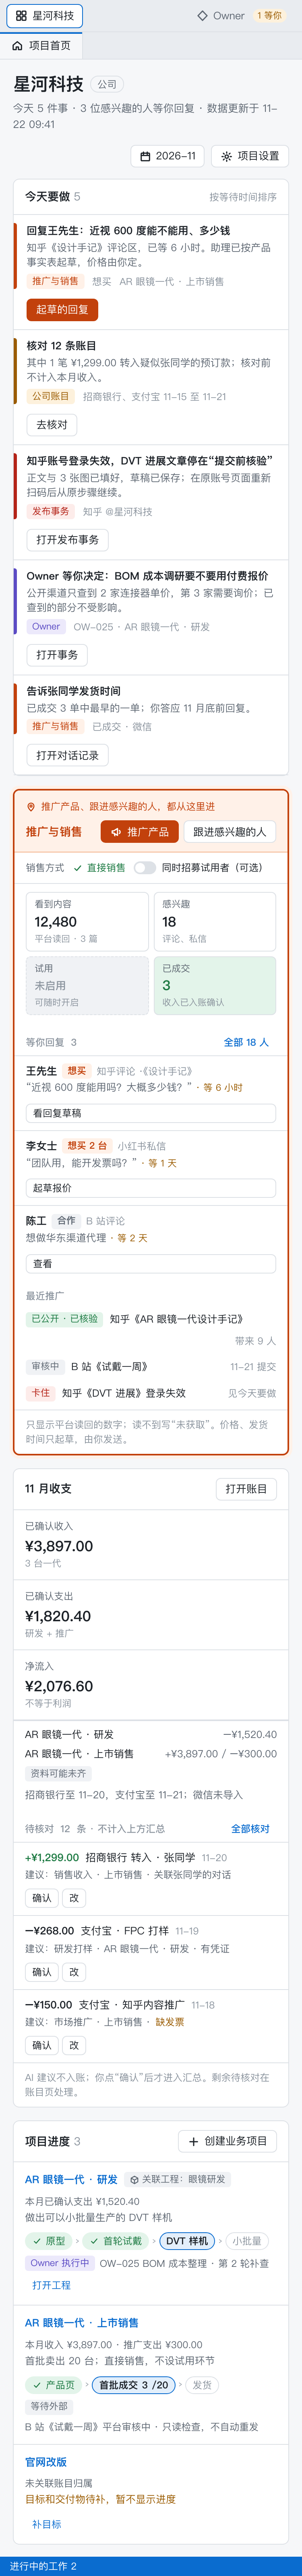 星河科技
Owner
1 等你
项目首页
星河科技
公司
今天 5 件事 · 3 位感兴趣的人等你回复 · 数据更新于 11-
22 09:41
2026-11
项目设置
今天要做 5
按等待时间排序
回复王先生：近视 600 度能不能用、多少钱
知乎《设计手记》评论区，已等 6 小时。助理已按产品
事实表起草，价格由你定。
推广与销售 想买 AR 眼镜一代 · 上市销售
起草的回复
核对 12 条账目
其中 1 笔 ¥1,299.00 转入疑似张同学的预订款；核对前
不计入本月收入。
公司账目 招商银行、支付宝 11-15 至 11-21
去核对
知乎账号登录失效，DVT 进展文章停在“提交前核验”
正文与 3 张图已填好，草稿已保存；在原账号页面重新
扫码后从原步骤继续。
发布事务 知乎 @星河科技
打开发布事务
Owner 等你决定：BOM 成本调研要不要用付费报价
公开渠道只查到 2 家连接器单价，第 3 家需要询价；已
查到的部分不受影响。
Owner OW-025 · AR 眼镜一代 · 研发
打开事务
告诉张同学发货时间
已成交 3 单中最早的一单；你答应 11 月底前回复。
推广与销售 已成交 · 微信
打开对话记录
推广产品、跟进感兴趣的人，都从这里进
推广与销售
推广产品
跟进感兴趣的人
销售方式 直接销售 同时招募试用者（可选）
看到内容
12,480
平台读回 · 3 篇
感兴趣
18
评论、私信
试用
未启用
可随时开启
已成交
3
收入已入账确认
等你回复 3
全部 18 人
王先生 想买 知乎评论 ·《设计手记》
“近视 600 度能用吗？大概多少钱？” · 等 6 小时
看回复草稿
李女士 想买 2 台 小红书私信
“团队用，能开发票吗？” · 等 1 天
起草报价
陈工 合作 B 站评论
想做华东渠道代理 · 等 2 天
查看
最近推广
已公开 · 已核验 知乎《AR 眼镜一代设计手记》
带来 9 人
审核中 B 站《试戴一周》 11-21 提交
卡住 知乎《DVT 进展》登录失效 见今天要做
只显示平台读回的数字；读不到写“未获取”。价格、发货
时间只起草，由你发送。
11 月收支
打开账目
已确认收入
¥3,897.00
3 台一代
已确认支出
¥1,820.40
研发 + 推广
净流入
¥2,076.60
不等于利润
AR 眼镜一代 · 研发 −¥1,520.40
AR 眼镜一代 · 上市销售 +¥3,897.00 / −¥300.00
资料可能未齐
招商银行至 11-20，支付宝至 11-21；微信未导入
待核对 12 条 · 不计入上方汇总 全部核对
+¥1,299.00 招商银行 转入 · 张同学 11-20
建议：销售收入 · 上市销售 · 关联张同学的对话
确认 改
−¥268.00 支付宝 · FPC 打样 11-19
建议：研发打样 · AR 眼镜一代 · 研发 · 有凭证
确认 改
−¥150.00 支付宝 · 知乎内容推广 11-18
建议：市场推广 · 上市销售 · 缺发票
确认 改
AI 建议不入账；你点“确认”后才进入汇总。剩余待核对在
账目页处理。
项目进度 3
创建业务项目
AR 眼镜一代 · 研发 关联工程：眼镜研发
本月已确认支出 ¥1,520.40
做出可以小批量生产的 DVT 样机
原型 › 首轮试戴 › DVT 样机 › 小批量
Owner 执行中 OW-025 BOM 成本整理 · 第 2 轮补查
打开工程
AR 眼镜一代 · 上市销售
本月收入 ¥3,897.00 · 推广支出 ¥300.00
首批卖出 20 台；直接销售，不设试用环节
产品页 › 首批成交 3 /20 › 发货
等待外部
B 站《试戴一周》平台审核中 · 只读检查，不自动重发
官网改版
未关联账目归属
目标和交付物待补，暂不显示进度
补目标
进行中的工作 2